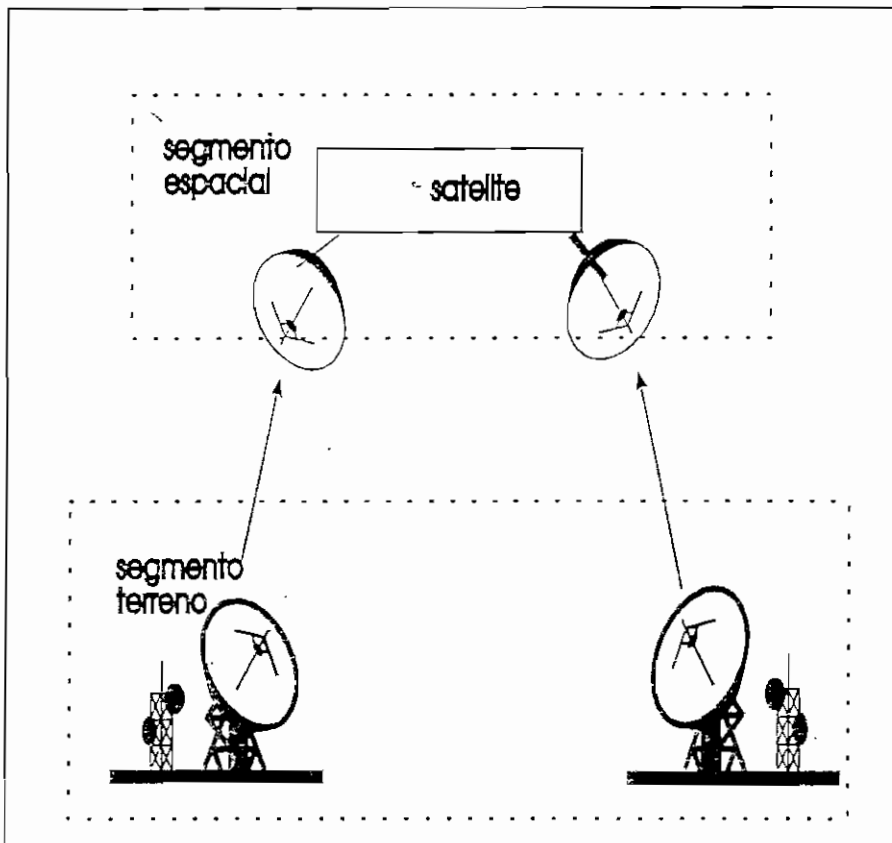 segmento
espacial
satelite
segmento
terreno